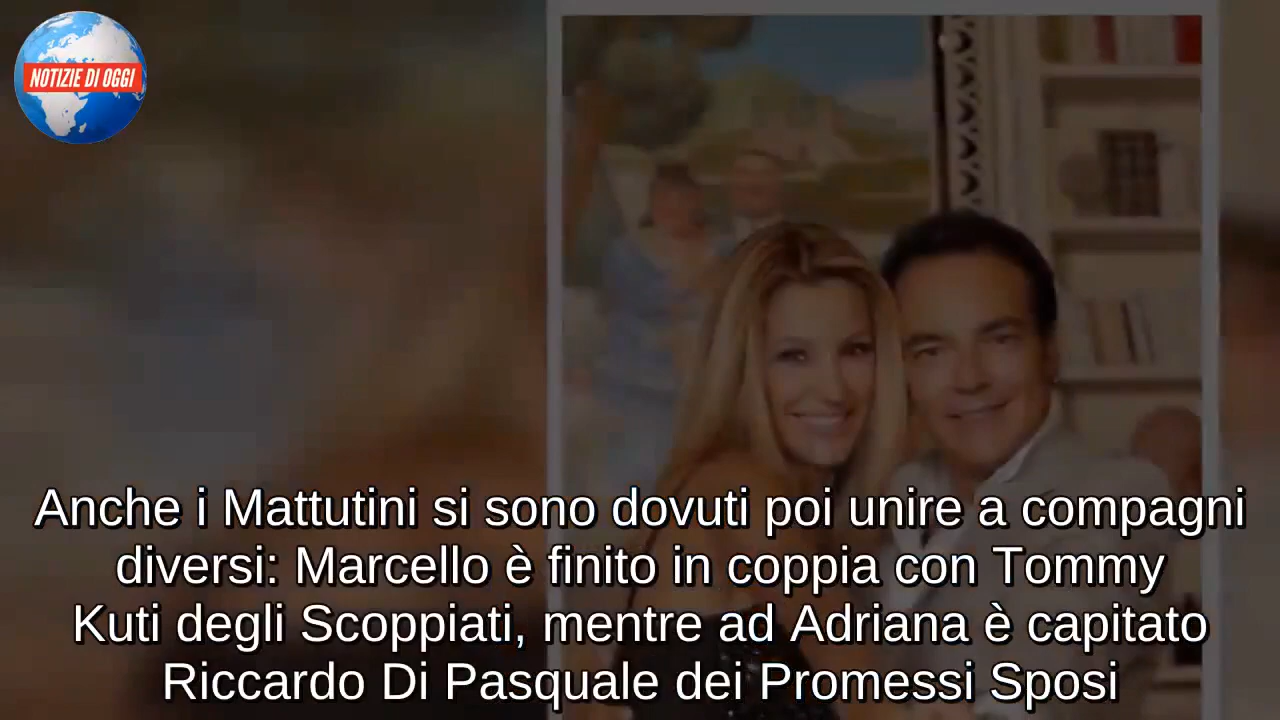 NOTIZIE DI OGGI
Anche i Mattutini si sono dovuti poi unire a compagni
diversi: Marcello è finito in coppia con Tommy
Kuti degli Scoppiati, mentre ad Adriana è capitato
Riccardo Di Pasquale dei Promessi Sposi